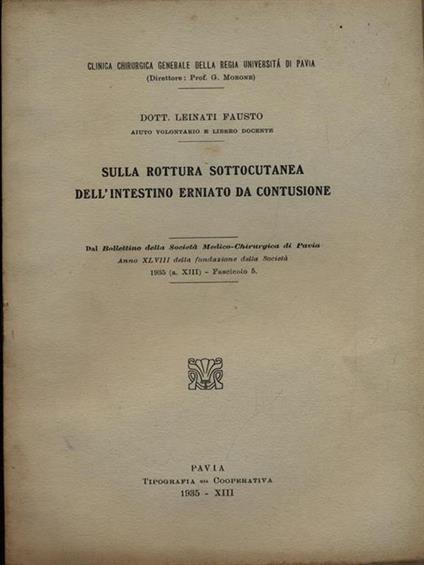 CLINICA CHIRURGICA GENERALE DELLA REGIA UNIVERSITÁ DI PAVIA
(Direttore: Prof. G. MORONE)
DOTT. LEINATI FAUSTO
AIUTO VOLONTARIO E LIBERO DOCENTE
SULLA ROTTURA SOTTOCUTANEA
DELL'INTESTINO ERNIATO DA CONTUSIONE
Dal Bollettino della Società Medico-Chirurgica di Pavia
Anno XLVIII della fondazione della Società
1935 (a. XIII) - Fascicolo 5.
PAVIA
TIPOGRAFIA già COOPERATIVA
1935 - XIII